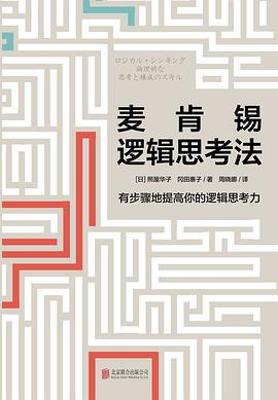 ロジカル・シンキング
論理的な
思考と構成のスキル
麦肯锡
逻辑思考法
[日] 照屋华子 冈田惠子 / 著 周晓娜 / 译
有步骤地提高你的逻辑思考力
北京联合出版公司